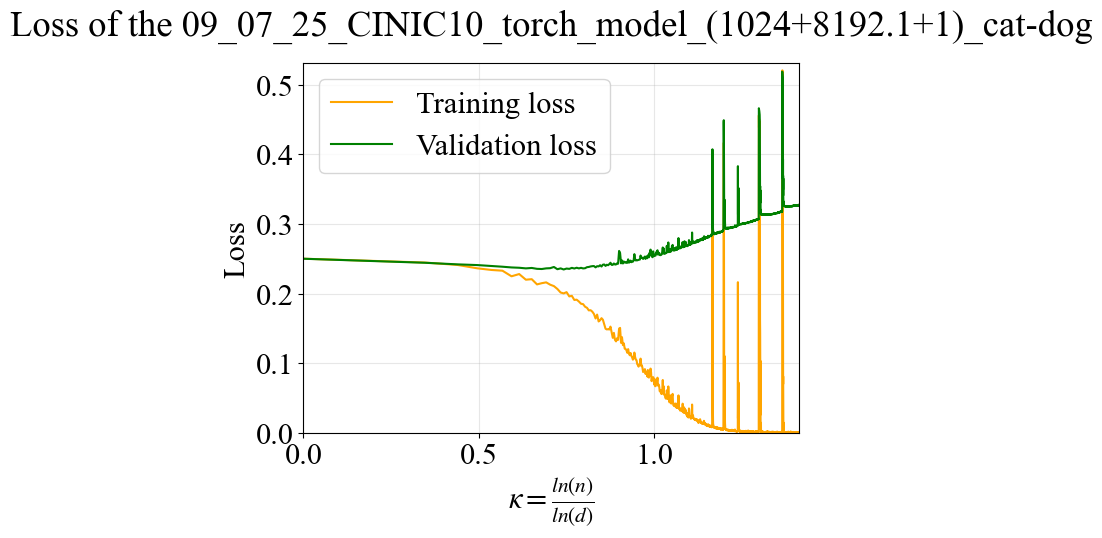 Loss of the 09_07_25_CINIC10_torch_model_(1024+8192.1+1)_cat-dog
0.5
0.4
0.3
0.2
0.1
0.0
Loss
Training loss
Validation loss
0.0 0.5 1.0
κ = ln(n)/ln(d)